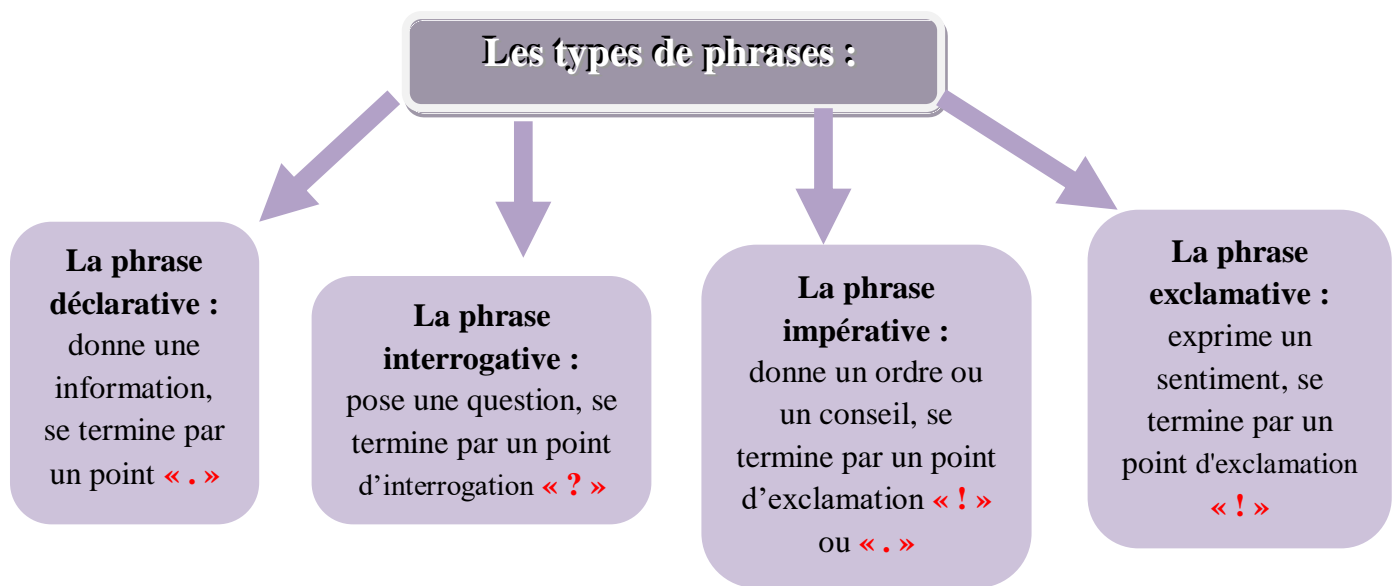 Les types de phrases :
La phrase
déclarative :
donne une
information,
se termine par
un point « . »
La phrase
interrogative :
pose une question, se
termine par un point
d’interrogation « ? »
La phrase
impérative :
donne un ordre ou
un conseil, se
termine par un point
d’exclamation « ! »
ou « . »
La phrase
exclamative :
exprime un
sentiment, se
termine par un
point d'exclamation
« ! »